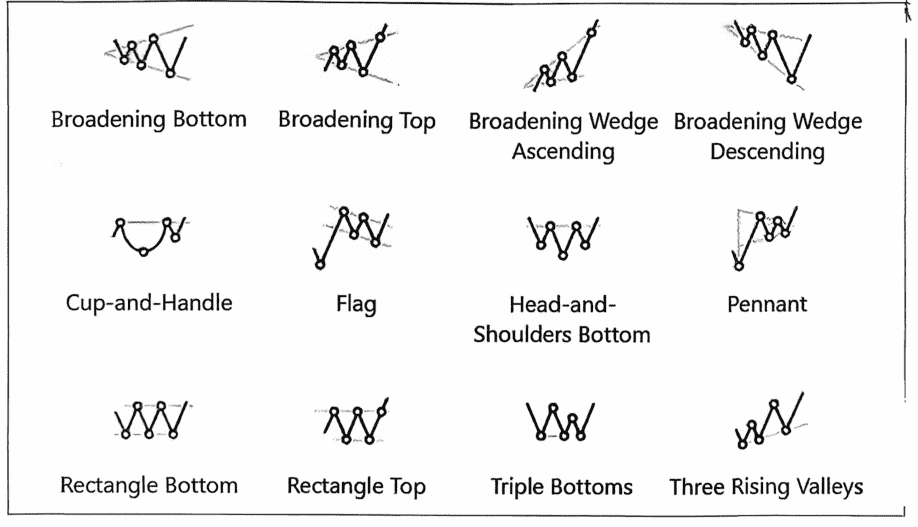 Broadening Bottom
Broadening Top
Broadening Wedge
Ascending
Broadening Wedge
Descending
Cup-and-Handle
Flag
Head-and-
Shoulders Bottom
Pennant
Rectangle Bottom
Rectangle Top
Triple Bottoms
Three Rising Valleys